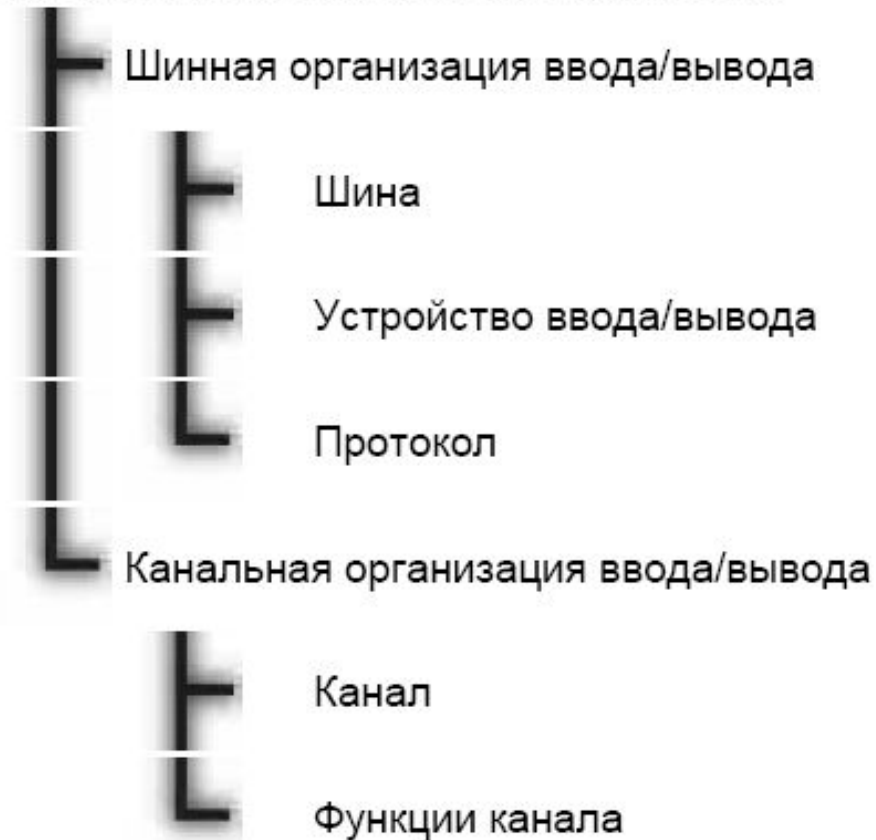 Шинная организация ввода/вывода
Шина
Устройство ввода/вывода
Протокол
Канальная организация ввода/вывода
Канал
Функции канала